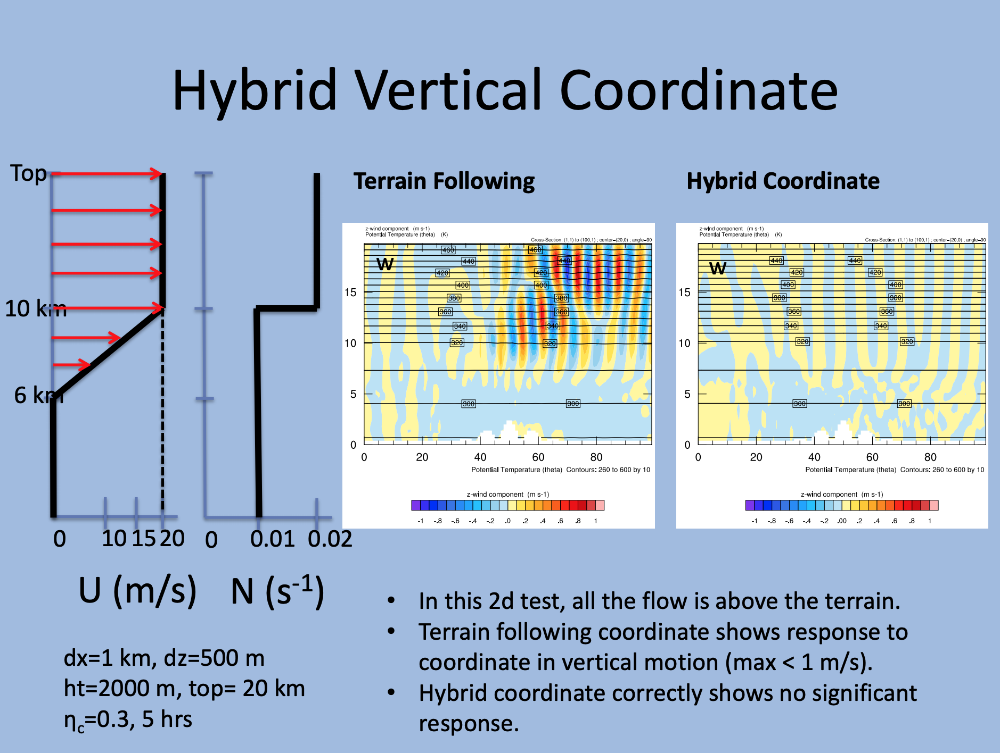 Hybrid Vertical Coordinate
Top
10 km
6 km
0 10 15 20
U (m/s)
0 0.01 0.02
N (s⁻¹)
dx=1 km, dz=500 m
ht=2000 m, top= 20 km
ηc=0.3, 5 hrs
Terrain Following
z-wind component (m s-1)
Potential Temperature (theta) (K)
Cross-Section: (1,1) to (100,1) ; center=(20,0) ; angle=90
W
460 460
440 440
420 420
400 400
380 380
360 360
340 340
320 320
300 300
15
10
5
0
0 20 40 60 80
Potential Temperature (theta) Contours: 260 to 600 by 10
z-wind component (m s-1)
-1 -.8 -.6 -.4 -.2 .0 .2 .4 .6 .8 1
Hybrid Coordinate
z-wind component (m s-1)
Potential Temperature (theta) (K)
Cross-Section: (1,1) to (100,1) ; center=(20,0) ; angle=90
W
440 440
420 420
400 400
380 380
360 360
340 340
320 320
300 300
15
10
5
0
0 20 40 60 80
Potential Temperature (theta) Contours: 260 to 600 by 10
z-wind component (m s-1)
-1 -.8 -.6 -.4 -.2 .00 .2 .4 .6 .8 1
• In this 2d test, all the flow is above the terrain.
• Terrain following coordinate shows response to
coordinate in vertical motion (max < 1 m/s).
• Hybrid coordinate correctly shows no significant
response.